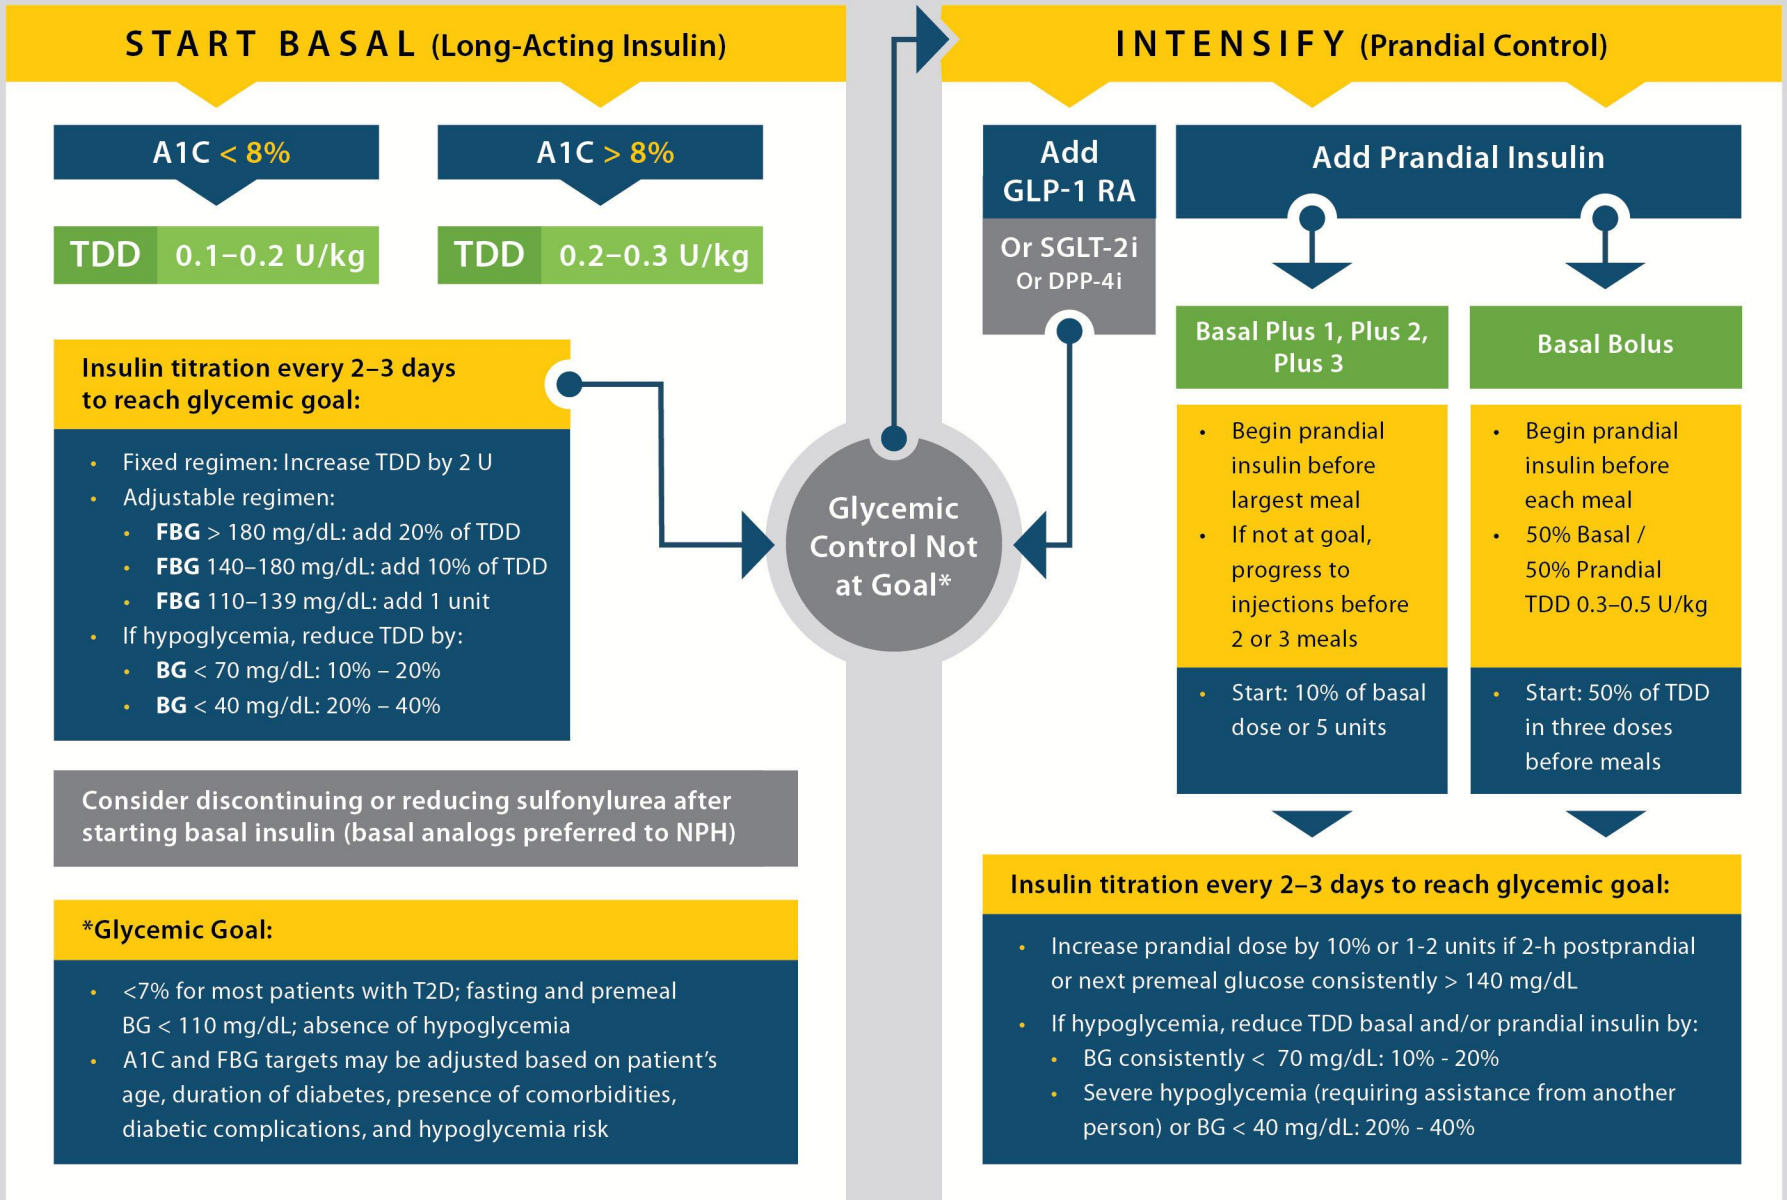 START BASAL (Long-Acting Insulin)
A1C < 8%
A1C > 8%
TDD 0.1–0.2 U/kg
TDD 0.2–0.3 U/kg
Insulin titration every 2–3 days
to reach glycemic goal:
• Fixed regimen: Increase TDD by 2 U
• Adjustable regimen:
• FBG > 180 mg/dL: add 20% of TDD
• FBG 140–180 mg/dL: add 10% of TDD
• FBG 110–139 mg/dL: add 1 unit
• If hypoglycemia, reduce TDD by:
• BG < 70 mg/dL: 10% – 20%
• BG < 40 mg/dL: 20% – 40%
Consider discontinuing or reducing sulfonylurea after
starting basal insulin (basal analogs preferred to NPH)
*Glycemic Goal:
• <7% for most patients with T2D; fasting and premeal
BG < 110 mg/dL; absence of hypoglycemia
• A1C and FBG targets may be adjusted based on patient's
age, duration of diabetes, presence of comorbidities,
diabetic complications, and hypoglycemia risk
Glycemic
Control Not
at Goal*
INTENSIFY (Prandial Control)
Add
GLP-1 RA
Or SGLT-2i
Or DPP-4i
Add Prandial Insulin
Basal Plus 1, Plus 2,
Plus 3
• Begin prandial
insulin before
largest meal
• If not at goal,
progress to
injections before
2 or 3 meals
• Start: 10% of basal
dose or 5 units
Basal Bolus
• Begin prandial
insulin before
each meal
• 50% Basal /
50% Prandial
TDD 0.3–0.5 U/kg
• Start: 50% of TDD
in three doses
before meals
Insulin titration every 2–3 days to reach glycemic goal:
• Increase prandial dose by 10% or 1-2 units if 2-h postprandial
or next premeal glucose consistently > 140 mg/dL
• If hypoglycemia, reduce TDD basal and/or prandial insulin by:
• BG consistently < 70 mg/dL: 10% - 20%
• Severe hypoglycemia (requiring assistance from another
person) or BG < 40 mg/dL: 20% - 40%